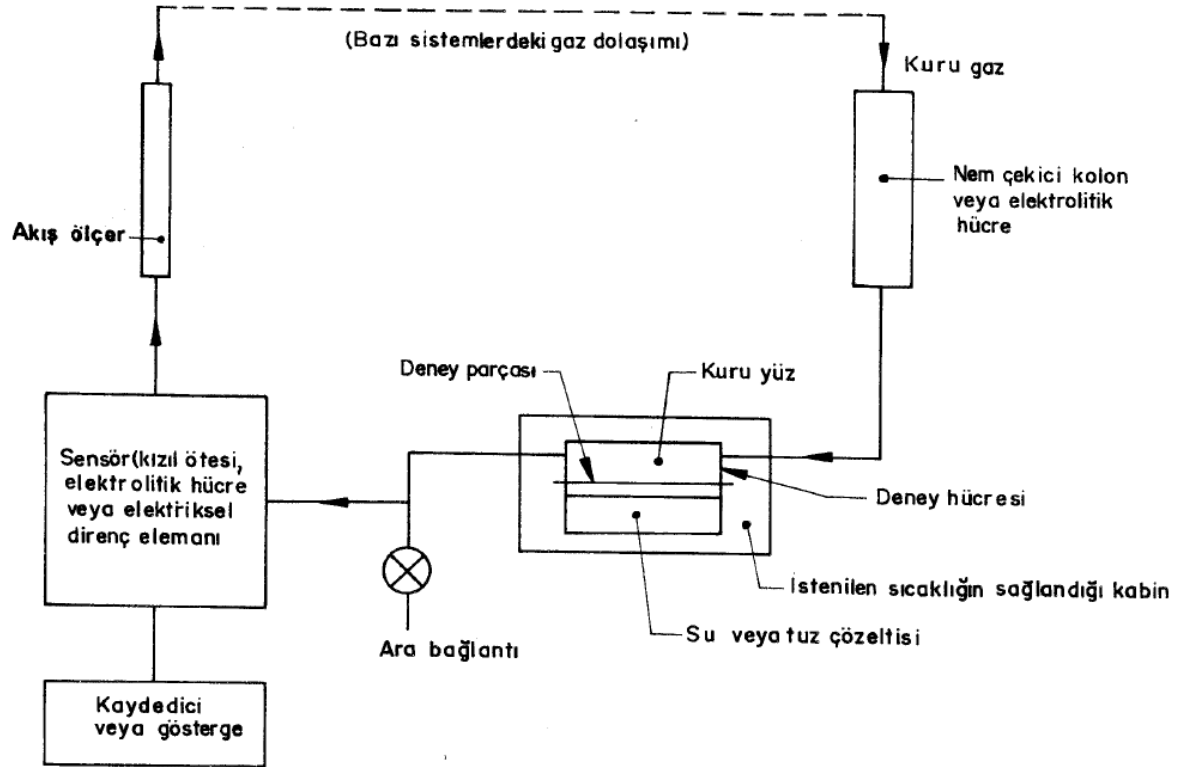 (Bazı sistemlerdeki gaz dolaşımı)
Kuru gaz
Nem çekici kolon
veya elektrolitik
hücre
Akış ölçer
Deney parçası
Kuru yüz
Sensör(kızıl ötesi,
elektrolitik hücre
veya elektriksel
direnç elemanı
Deney hücresi
İstenilen sıcaklığın sağlandığı kabin
Su veya tuz çözeltisi
Ara bağlantı
Kaydedici
veya gösterge